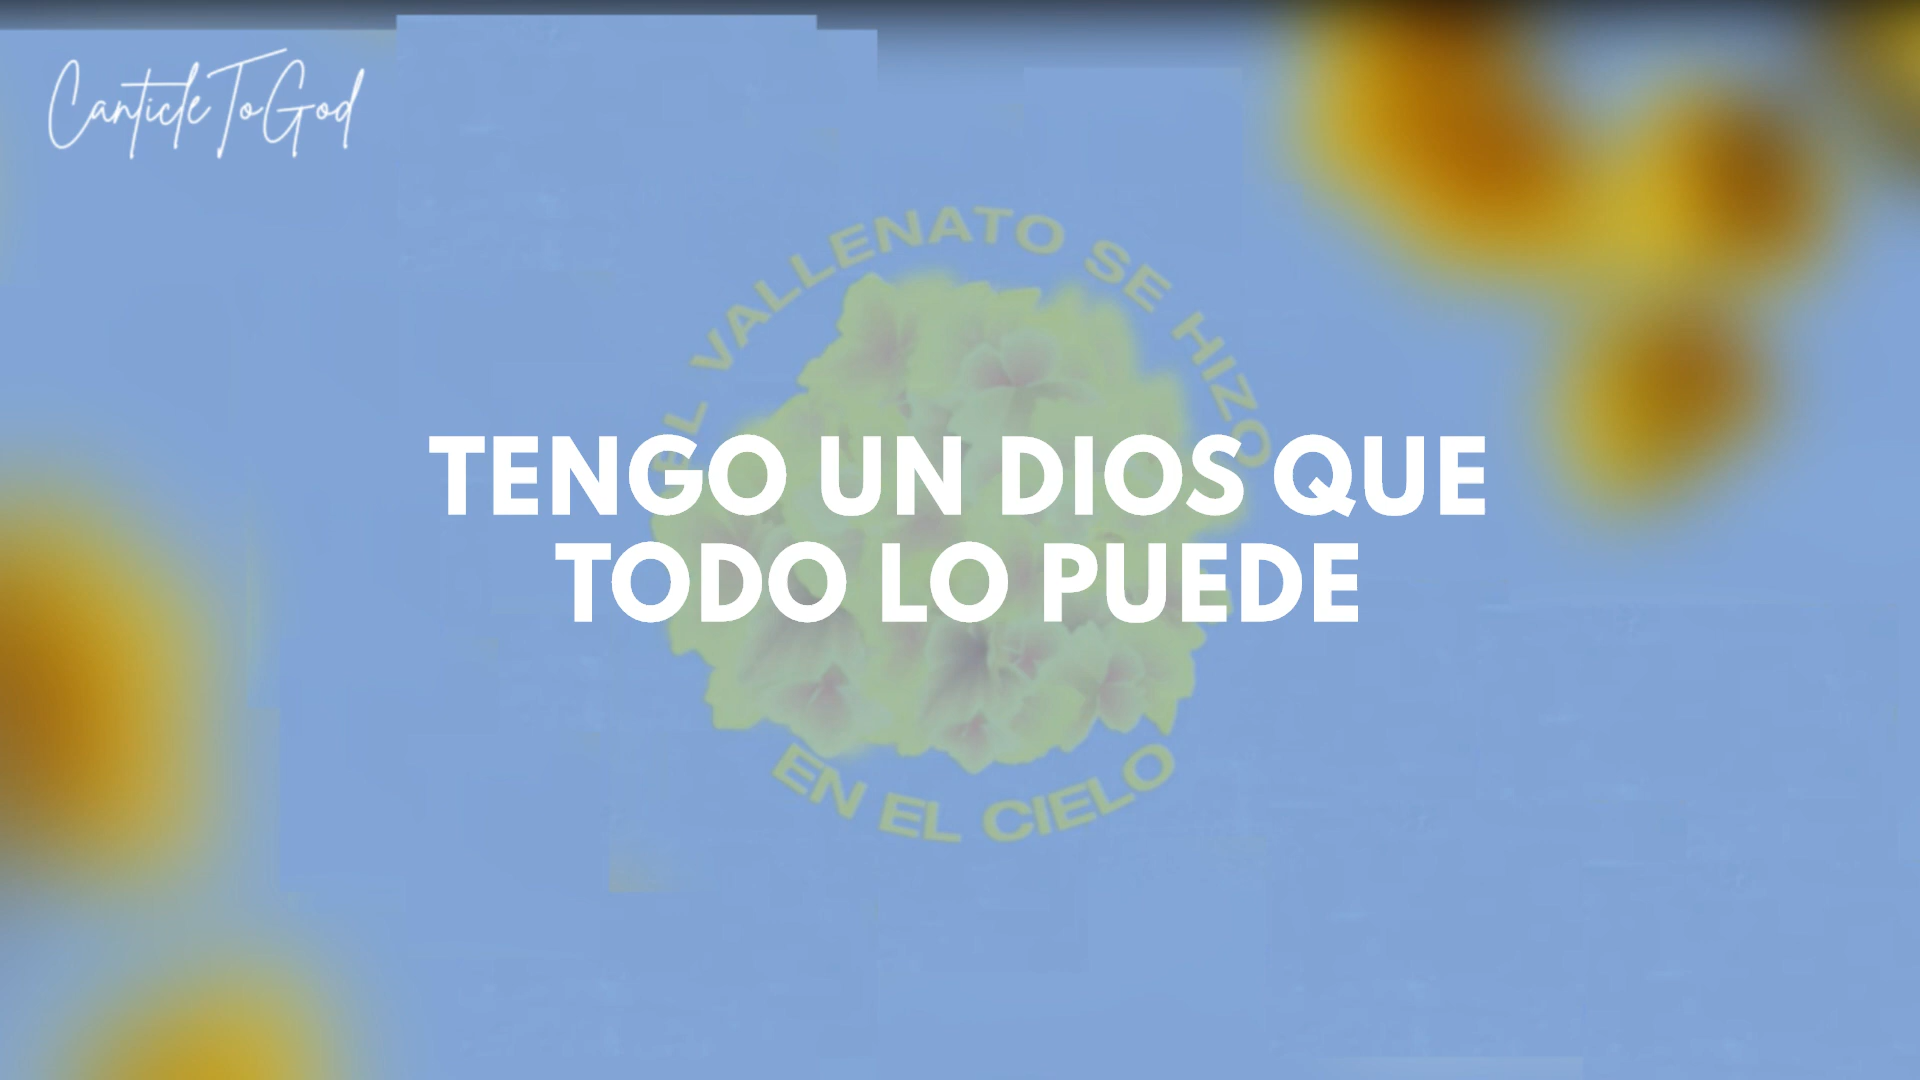 CanticleToGod
EL VALLENATO SE HIZO
TENGO UN DIOS QUE
TODO LO PUEDE
EN EL CIELO